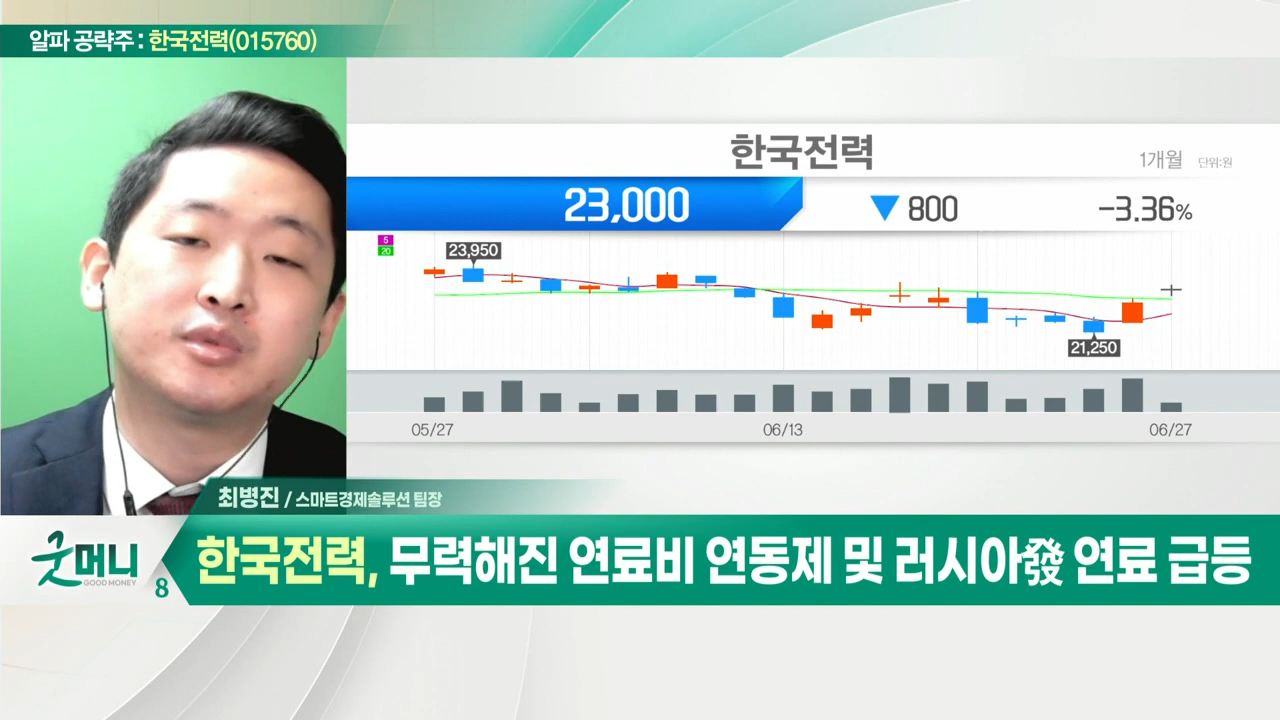 알파 공략주 : 한국전력(015760)
한국전력
1개월 단위:원
23,000 ▼ 800 -3.36%
5
20
23,950
21,250
05/27 06/13 06/27
최병진 / 스마트경제솔루션 팀장
굿머니
GOOD MONEY
8
한국전력, 무력해진 연료비 연동제 및 러시아發 연료 급등